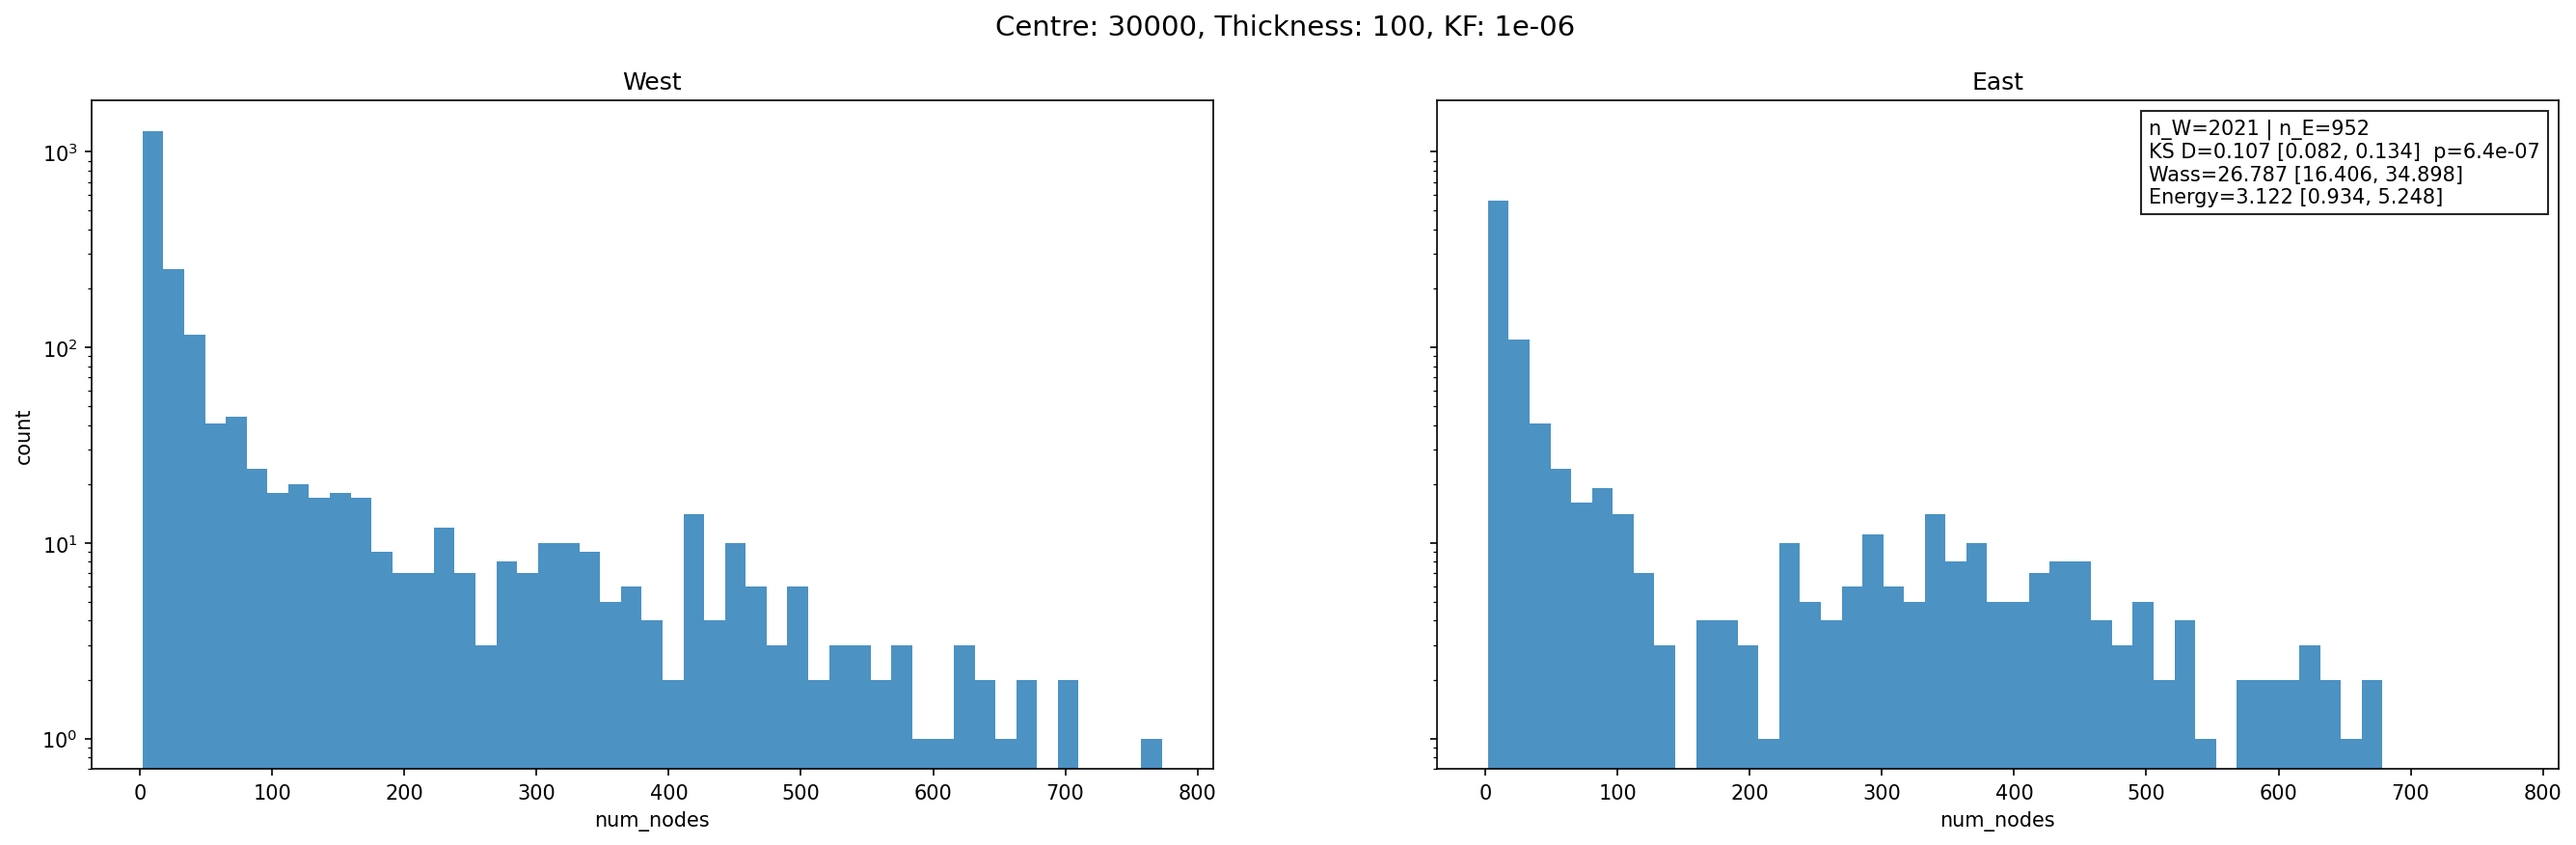 Centre: 30000, Thickness: 100, KF: 1e-06
West
East
n_W=2021 | n_E=952
KS D=0.107 [0.082, 0.134]  p=6.4e-07
Wass=26.787 [16.406, 34.898]
Energy=3.122 [0.934, 5.248]
10³
10²
10¹
10⁰
count
0 100 200 300 400 500 600 700 800
0 100 200 300 400 500 600 700 800
num_nodes
num_nodes